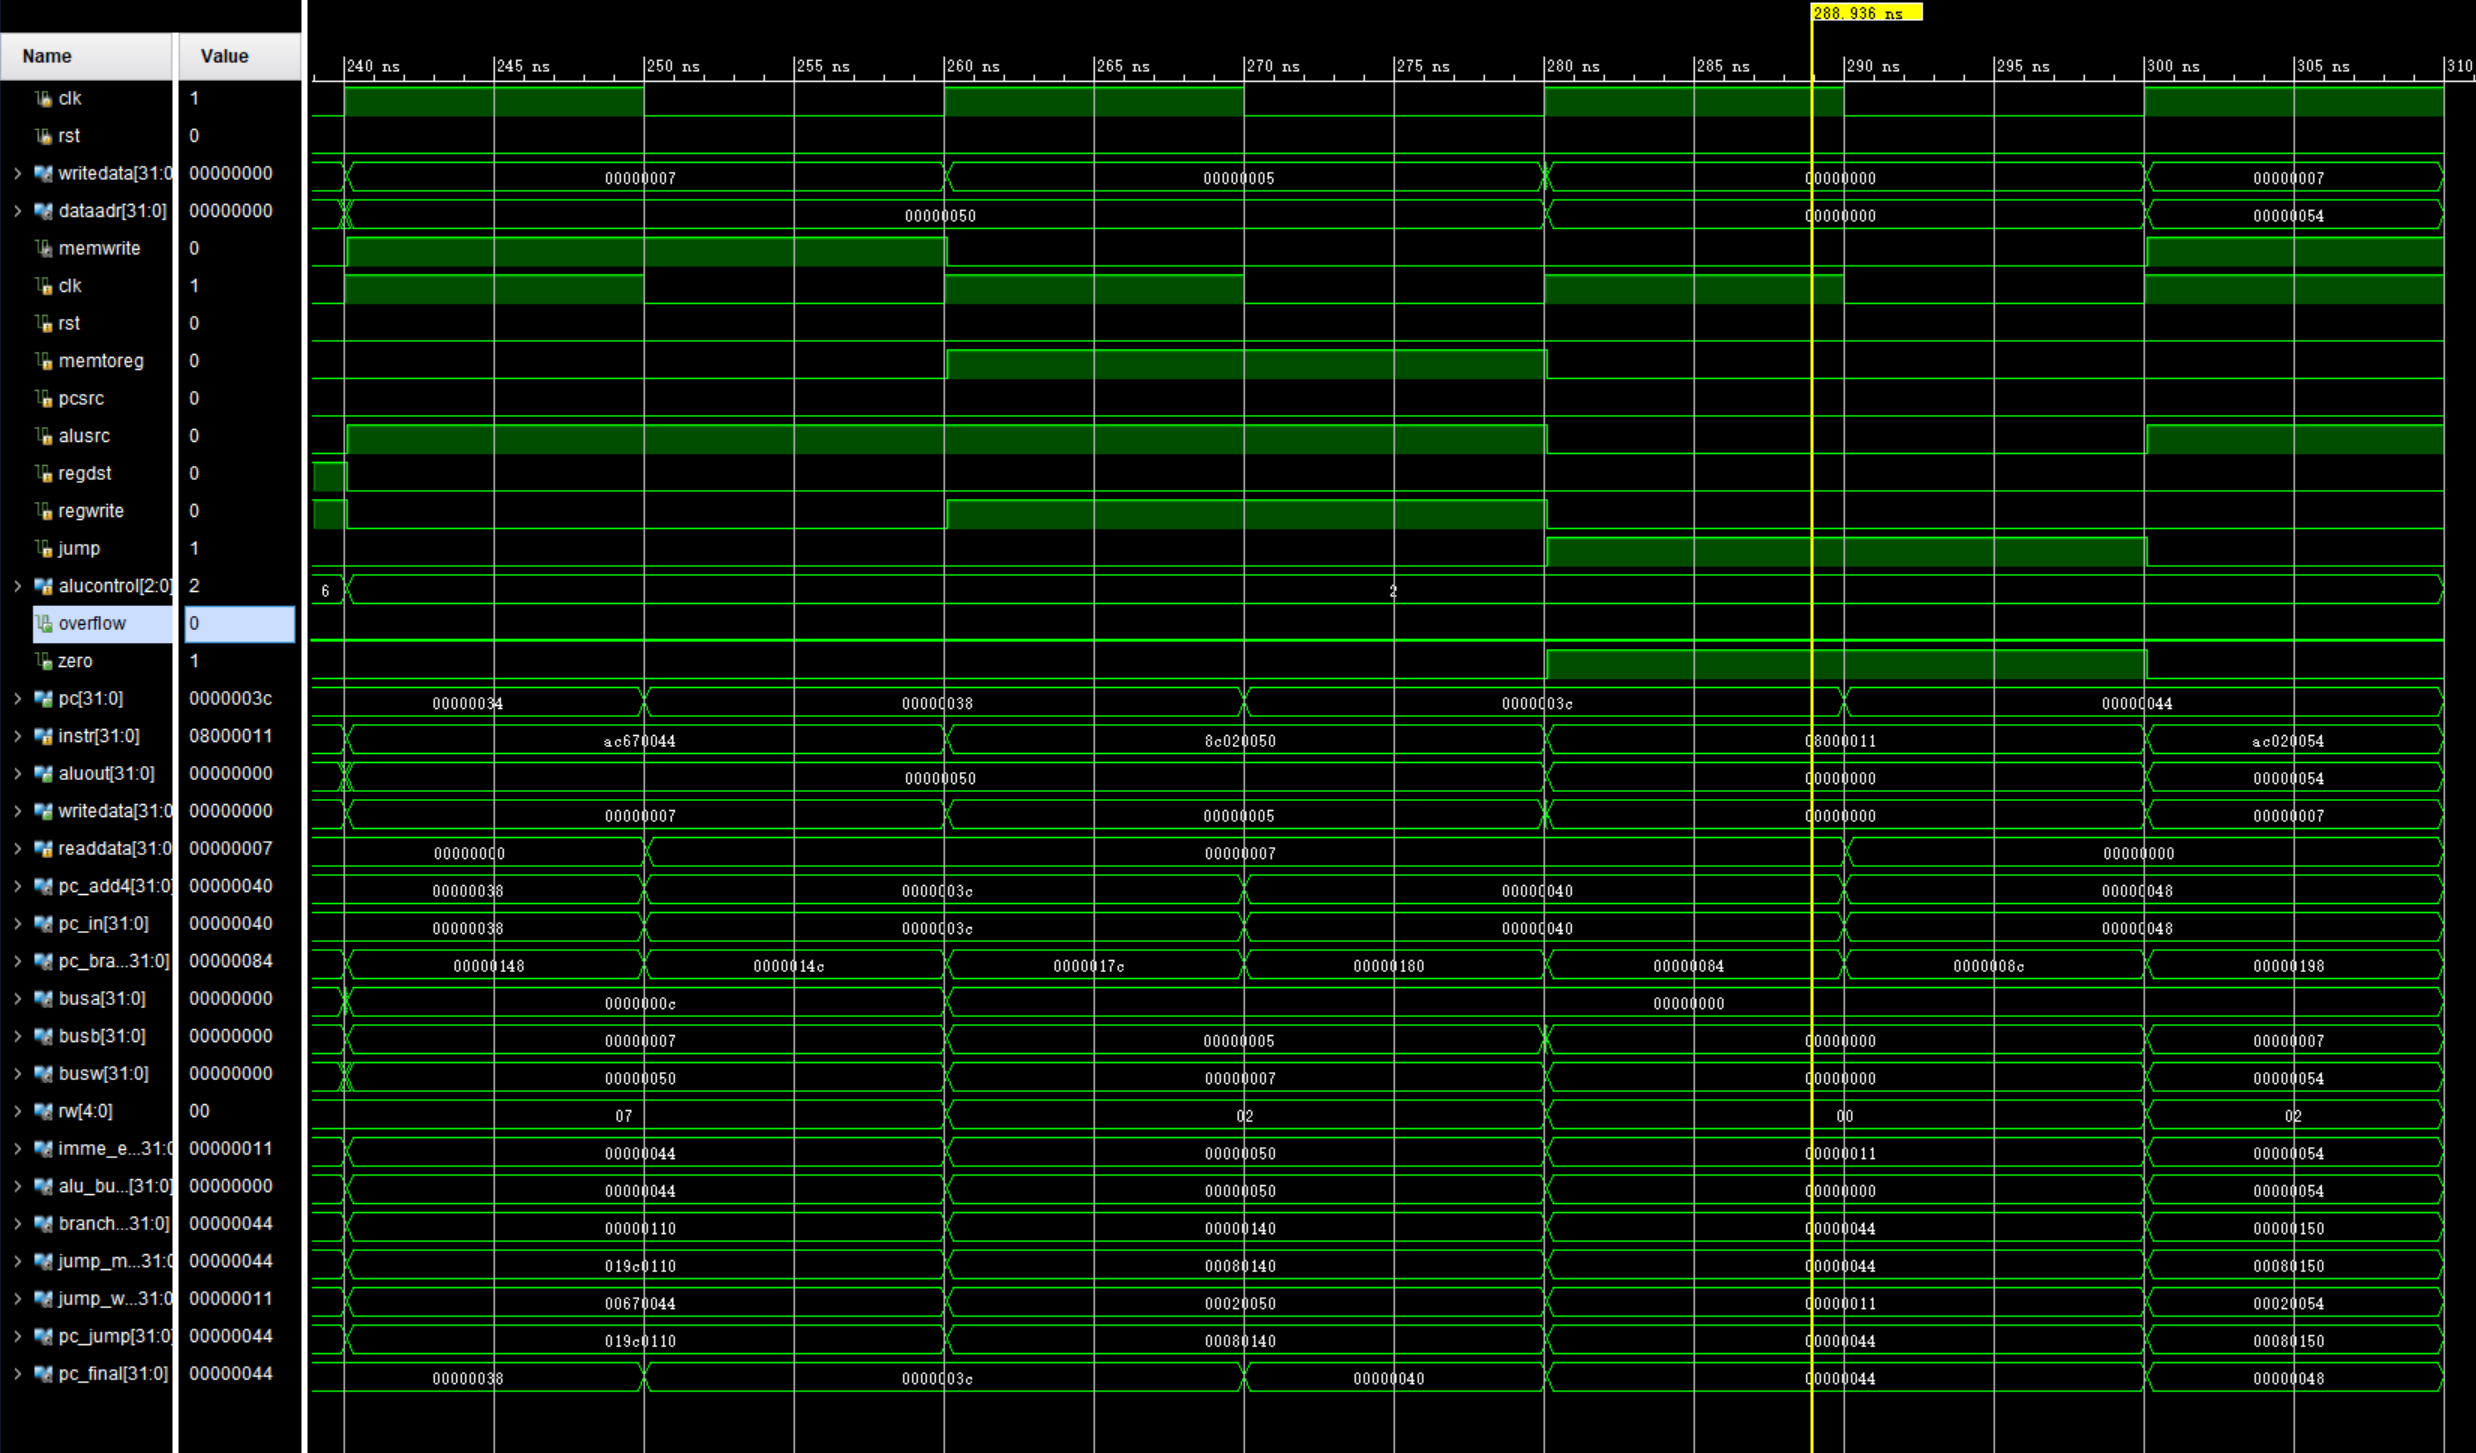 288.936 ns
Name Value
240 ns 245 ns 250 ns 255 ns 260 ns 265 ns 270 ns 275 ns 280 ns 285 ns 290 ns 295 ns 300 ns 305 ns 310
clk 1
rst 0
writedata[31:0 00000000 00000007 00000005 00000000 00000007
dataadr[31:0] 00000000 00000050 00000000 00000054
memwrite 0
clk 1
rst 0
memtoreg 0
pcsrc 0
alusrc 0
regdst 0
regwrite 0
jump 1
alucontrol[2:0] 2 6 2
overflow 0
zero 1
pc[31:0] 0000003c 00000034 00000038 0000003c 00000044
instr[31:0] 08000011 ac670044 8c020050 08000011 ac020054
aluout[31:0] 00000000 00000050 00000000 00000054
writedata[31:0 00000000 00000007 00000005 00000000 00000007
readdata[31:0 00000007 00000000 00000007 00000000
pc_add4[31:0] 00000040 00000038 0000003c 00000040 00000048
pc_in[31:0] 00000040 00000038 0000003c 00000040 00000048
pc_bra...31:0] 00000084 00000148 0000014c 0000017c 00000180 00000084 0000008c 00000198
busa[31:0] 00000000 0000000c 00000000
busb[31:0] 00000000 00000007 00000005 00000000 00000007
busw[31:0] 00000000 00000050 00000007 00000000 00000054
rw[4:0] 00 07 02 00 02
imme_e...31:0 00000011 00000044 00000050 00000011 00000054
alu_bu...[31:0] 00000000 00000044 00000050 00000000 00000054
branch...31:0] 00000044 00000110 00000140 00000044 00000150
jump_m...31:0 00000044 019c0110 00080140 00000044 00080150
jump_w...31:0 00000011 00670044 00020050 00000011 00020054
pc_jump[31:0] 00000044 019c0110 00080140 00000044 00080150
pc_final[31:0] 00000044 00000038 0000003c 00000040 00000044 00000048